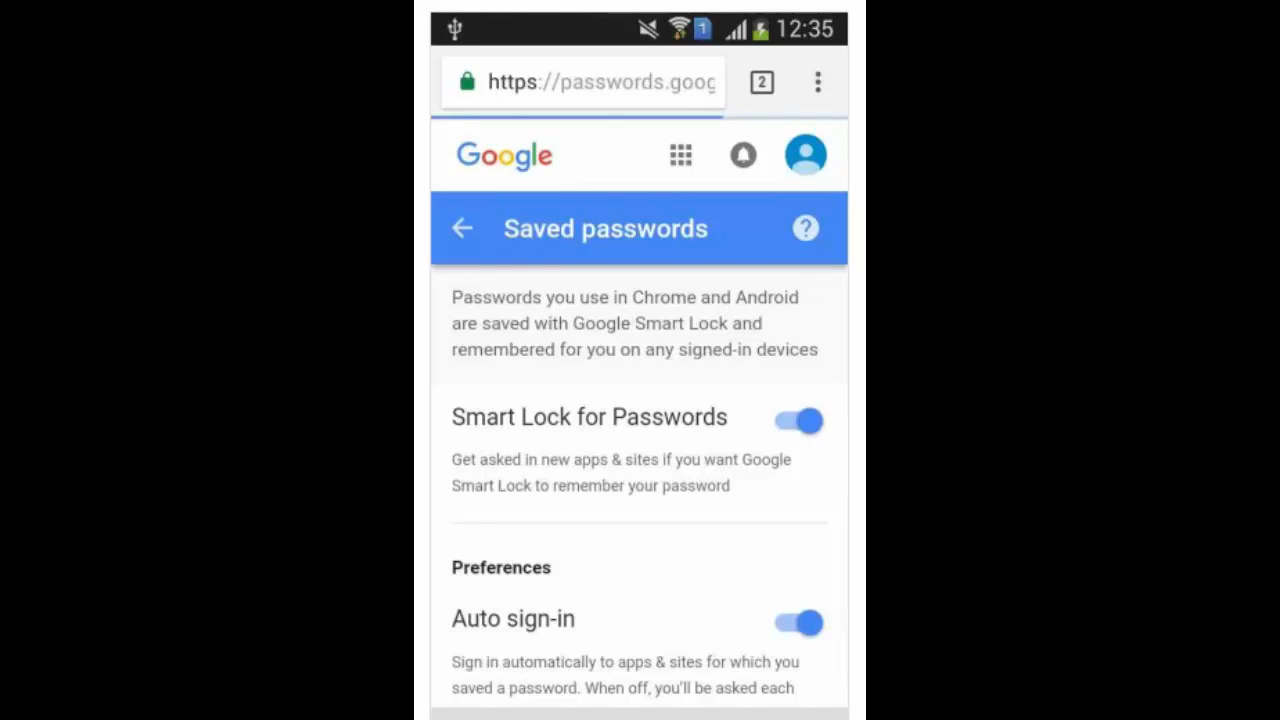 1 12:35
https://passwords.goog
2
Google
Saved passwords
?
Passwords you use in Chrome and Android
are saved with Google Smart Lock and
remembered for you on any signed-in devices
Smart Lock for Passwords
Get asked in new apps & sites if you want Google
Smart Lock to remember your password
Preferences
Auto sign-in
Sign in automatically to apps & sites for which you
saved a password. When off, you'll be asked each